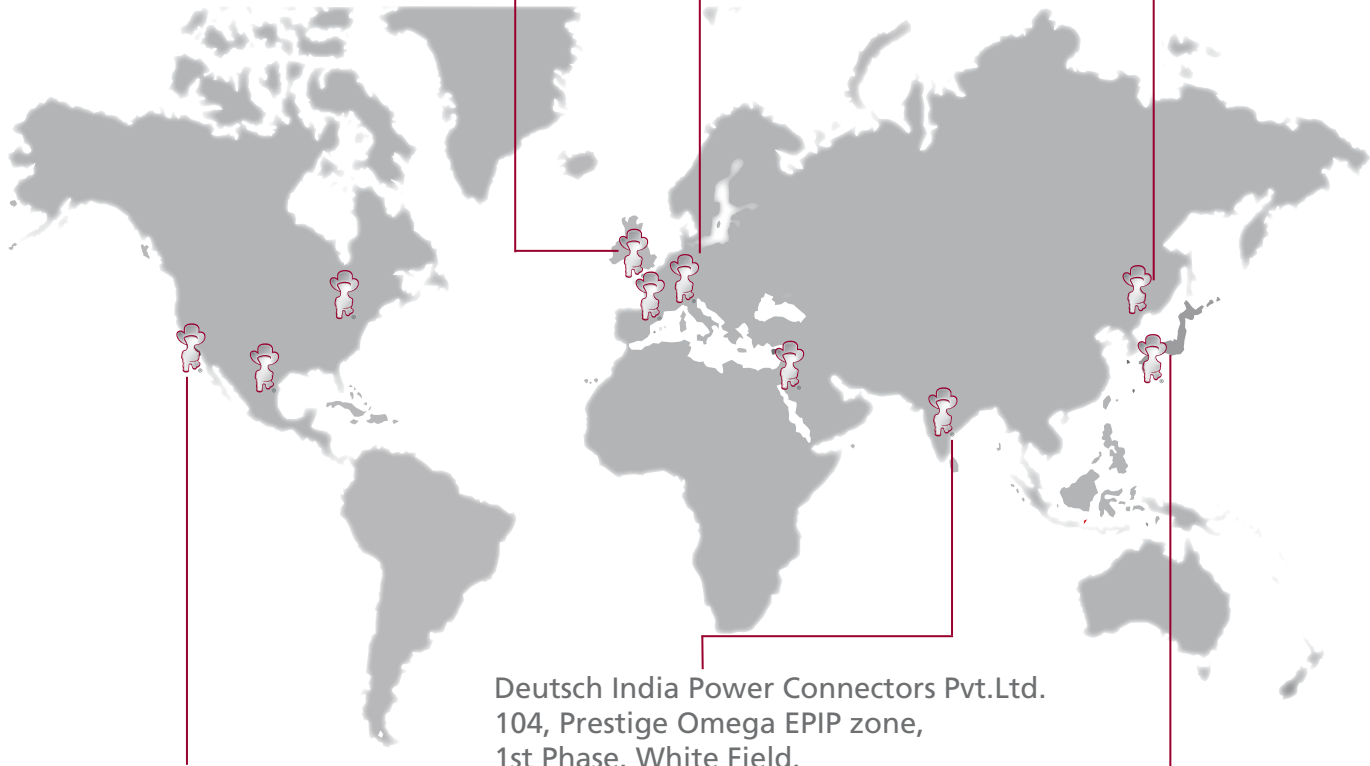 Deutsch India Power Connectors Pvt.Ltd.
104, Prestige Omega EPIP zone,
1st Phase, White Field,